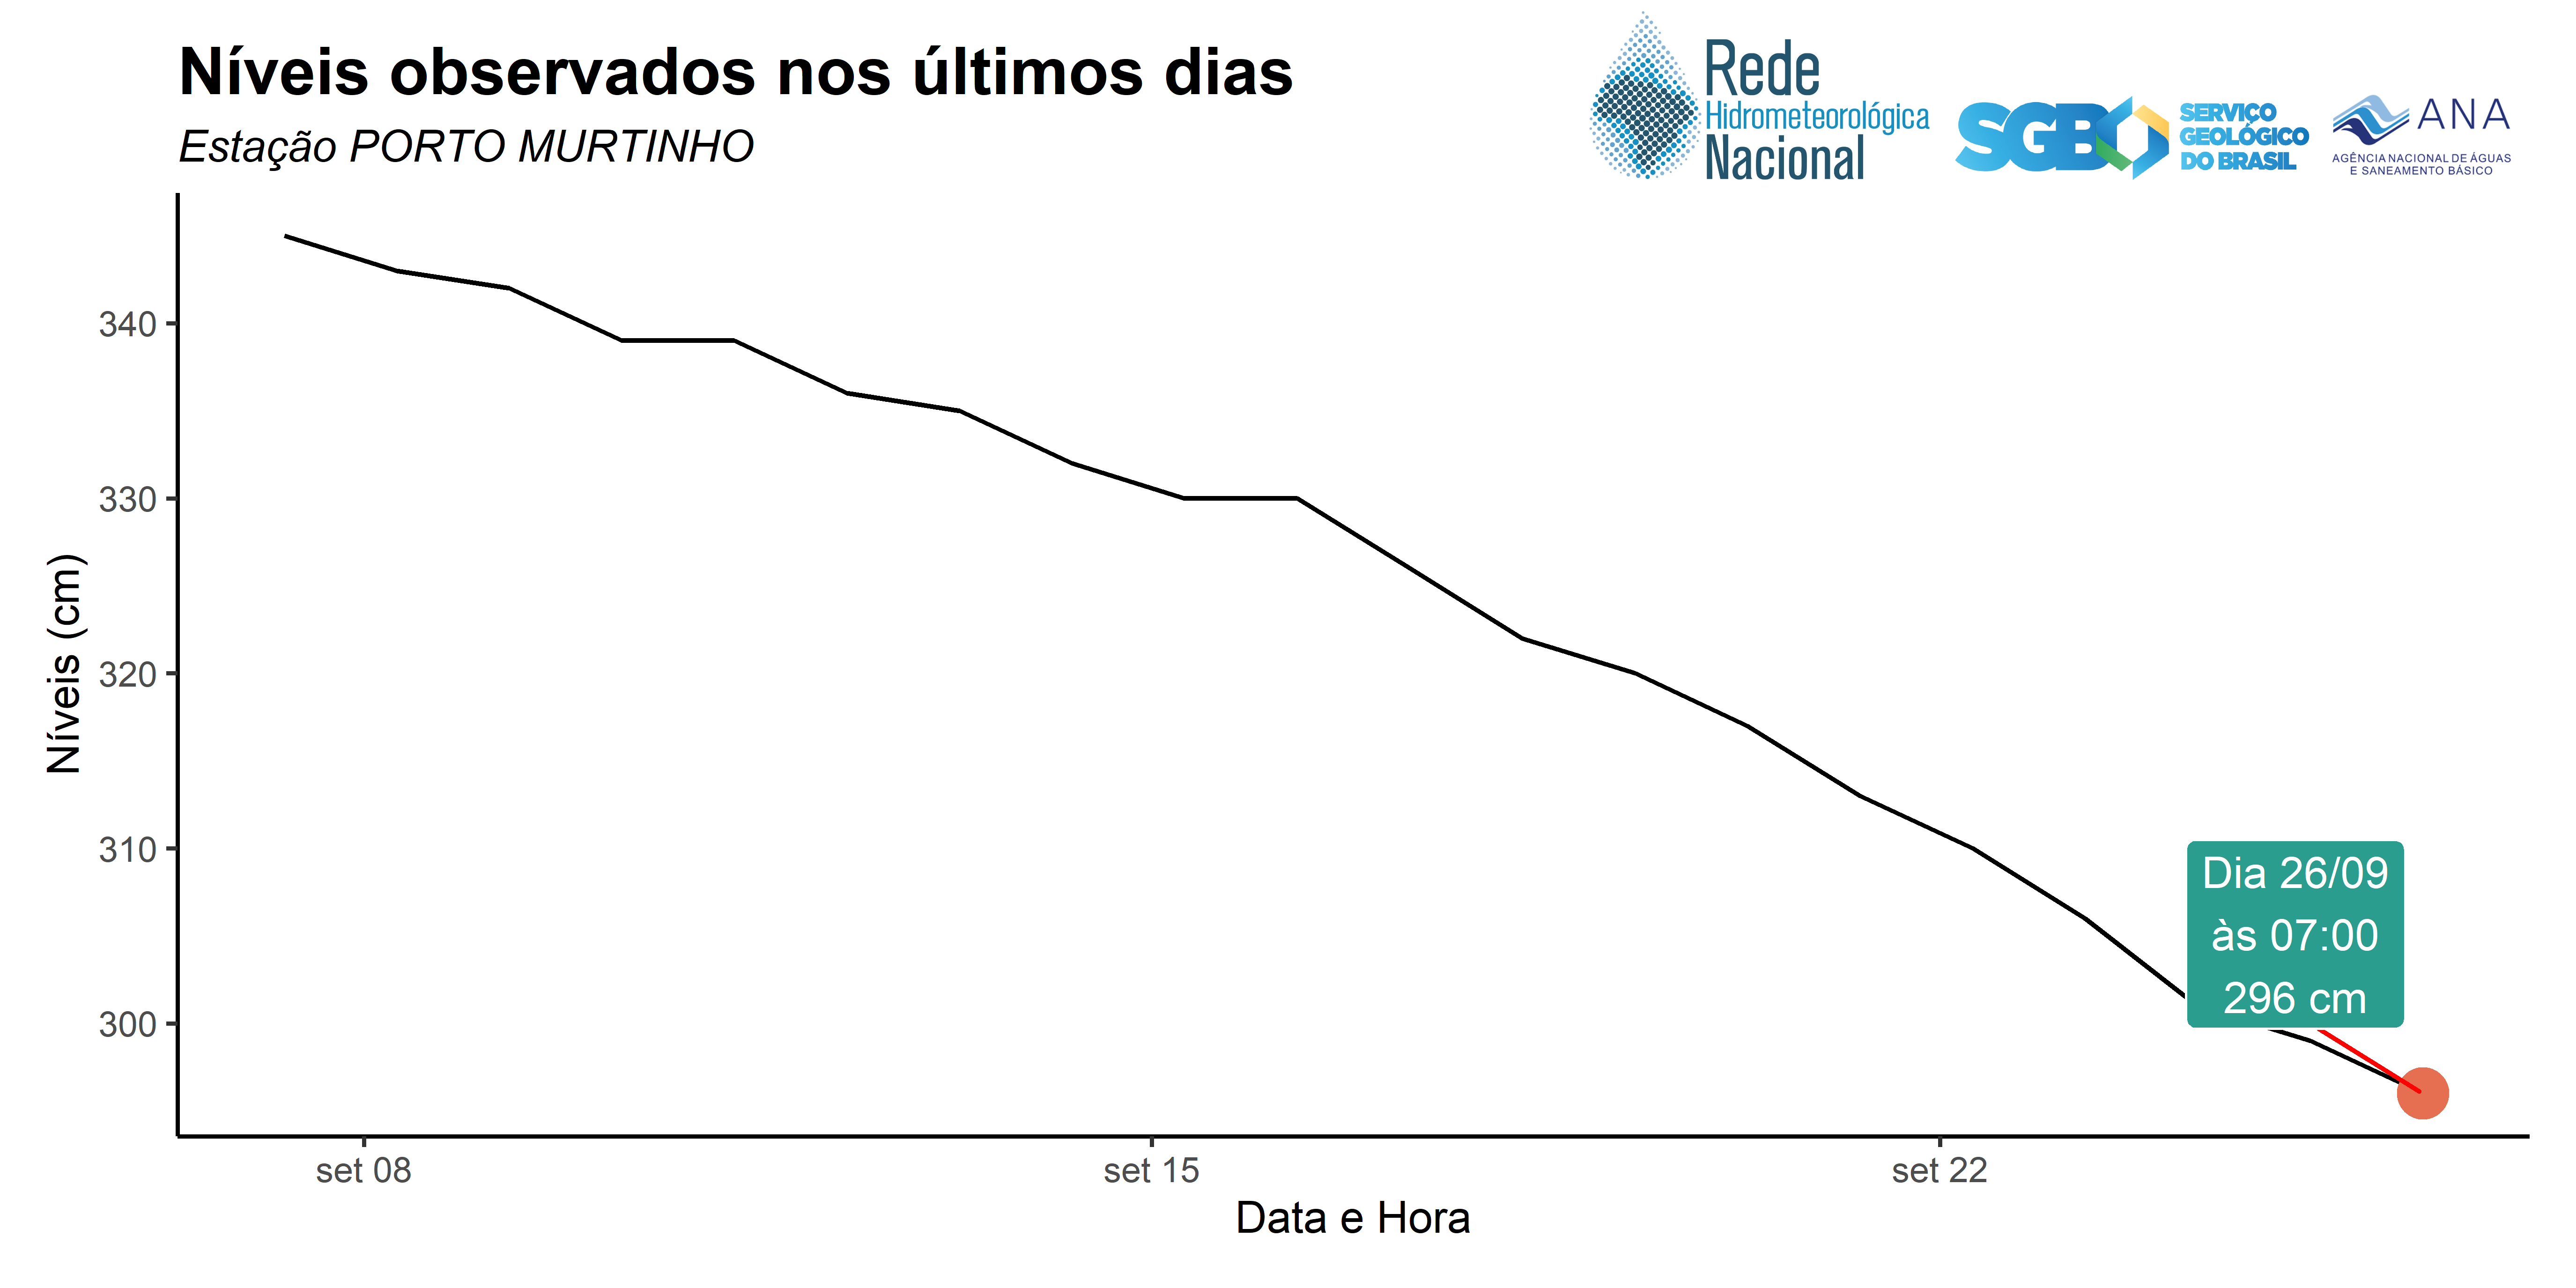 Níveis observados nos últimos dias
Estação PORTO MURTINHO
Rede
Hidrometeorológica
Nacional
SGB
SERVIÇO
GEOLÓGICO
DO BRASIL
ANA
AGÊNCIA NACIONAL DE ÁGUAS
E SANEAMENTO BÁSICO
Níveis (cm)
340
330
320
310
300
Dia 26/09
às 07:00
296 cm
set 08
set 15
set 22
Data e Hora